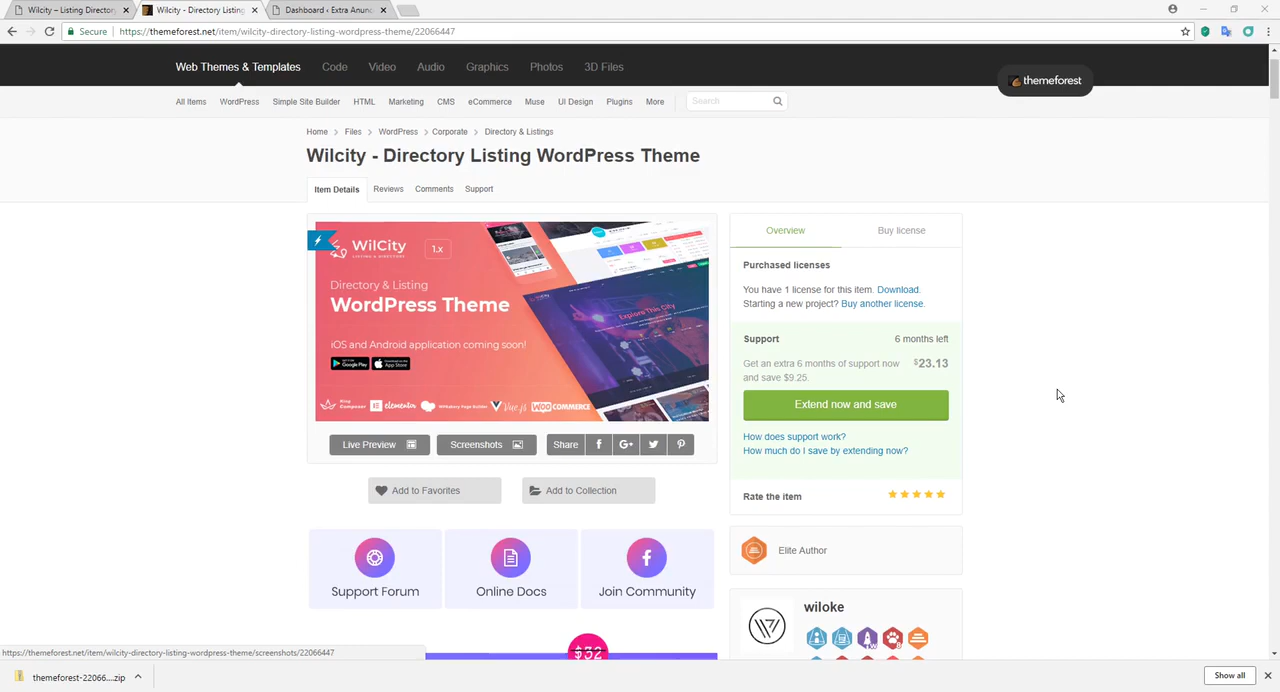 Wilcity – Listing Directory
Wilcity - Directory Listing
Dashboard ‹ Extra Anunc
Secure
https://themeforest.net/item/wilcity-directory-listing-wordpress-theme/22066447
Web Themes & Templates
Code
Video
Audio
Graphics
Photos
3D Files
themeforest
All Items
WordPress
Simple Site Builder
HTML
Marketing
CMS
eCommerce
Muse
UI Design
Plugins
More
Search
Home
Files
WordPress
Corporate
Directory & Listings
Wilcity - Directory Listing WordPress Theme
Item Details
Reviews
Comments
Support
WilCity
1.x
Directory & Listing
WordPress Theme
iOS and Android application coming soon!
Explore This City
elementor
Vue.js
WOO COMMERCE
Live Preview
Screenshots
Share
Add to Favorites
Add to Collection
Support Forum
Online Docs
Join Community
$32
Overview
Buy license
Purchased licenses
You have 1 license for this item. Download.
Starting a new project? Buy another license.
Support
6 months left
Get an extra 6 months of support now
and save $9.25.
$23.13
Extend now and save
How does support work?
How much do I save by extending now?
Rate the item
Elite Author
wiloke
https://themeforest.net/item/wilcity-directory-listing-wordpress-theme/screenshots/22066447
themeforest-22066....zip
Show all